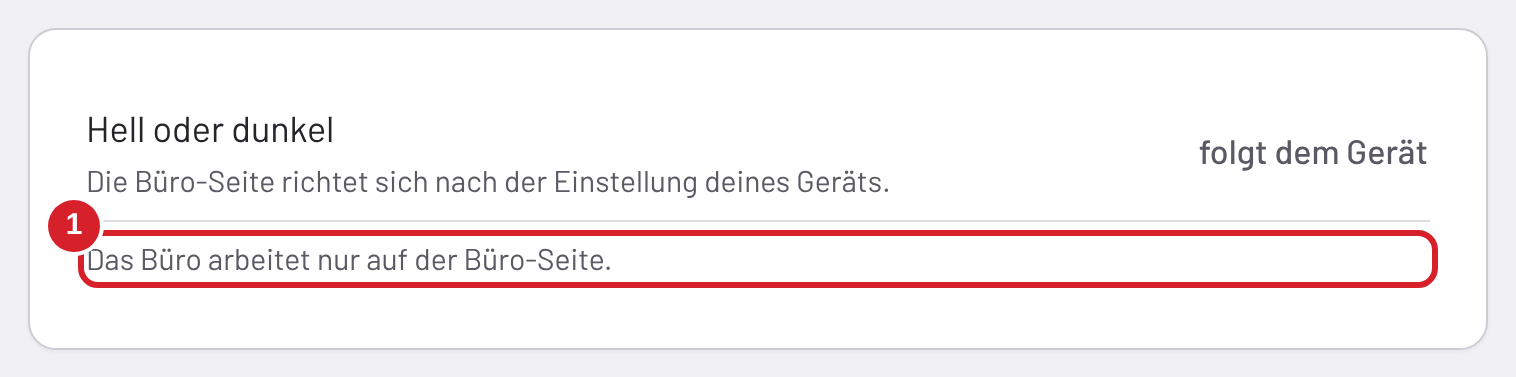 Hell oder dunkel
Die Büro-Seite richtet sich nach der Einstellung deines Geräts.
folgt dem Gerät
1
Das Büro arbeitet nur auf der Büro-Seite.